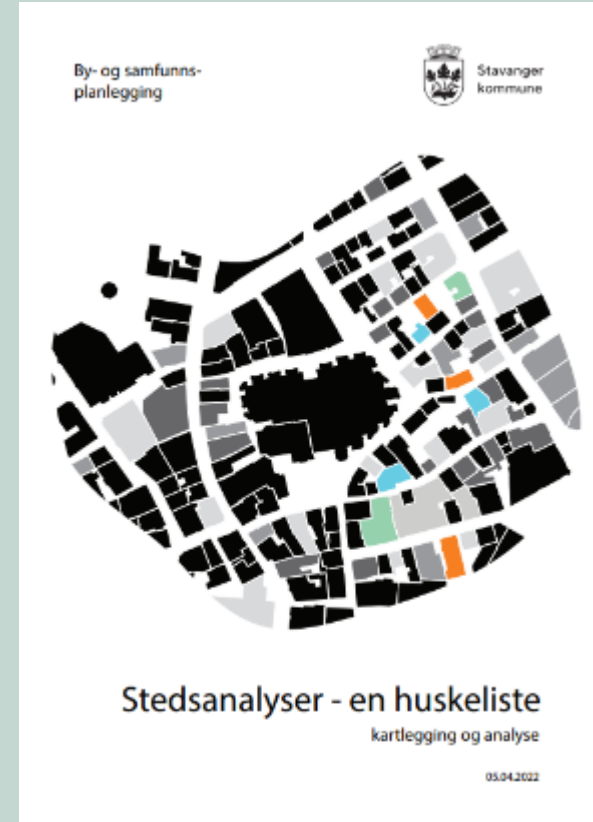 By- og samfunns-
planlegging
Stavanger
kommune
Stedsanalyser - en huskeliste
kartlegging og analyse
05.04.2022